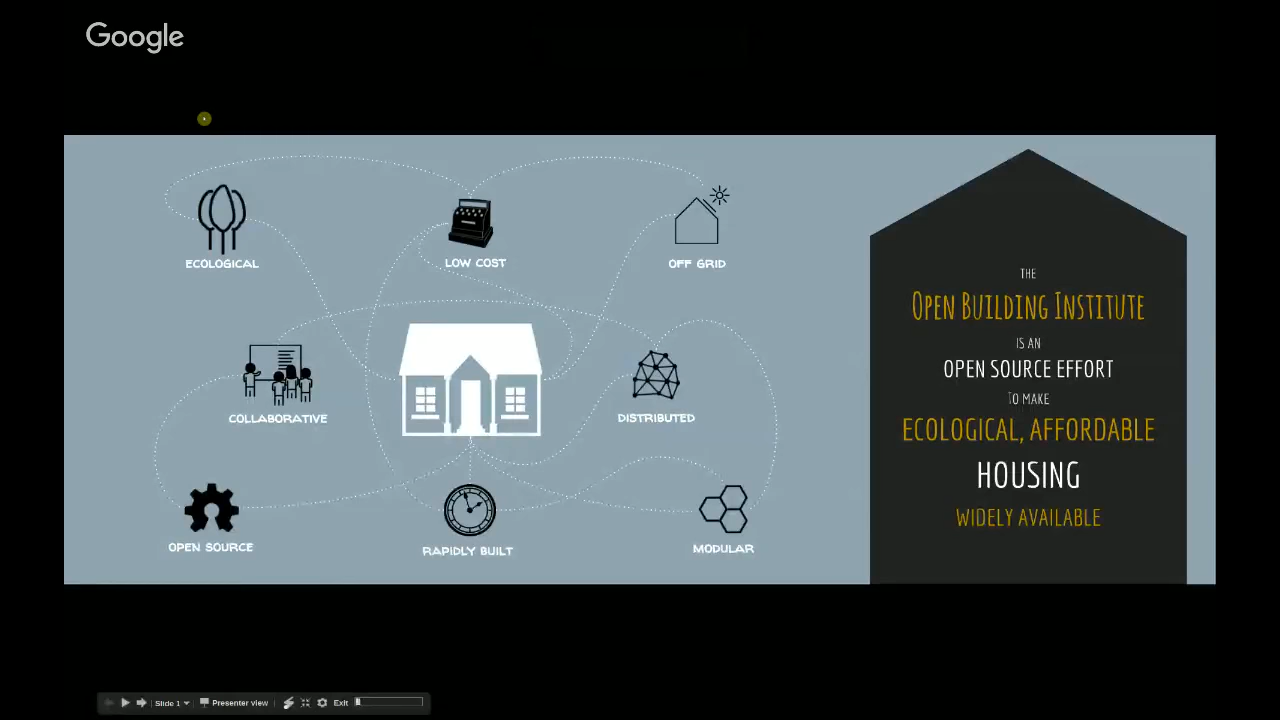 Google
ECOLOGICAL
LOW COST
OFF GRID
COLLABORATIVE
DISTRIBUTED
OPEN SOURCE
RAPIDLY BUILT
MODULAR
THE
OPEN BUILDING INSTITUTE
IS AN
OPEN SOURCE EFFORT
TO MAKE
ECOLOGICAL, AFFORDABLE
HOUSING
WIDELY AVAILABLE
Slide 1
Presenter view
Exit